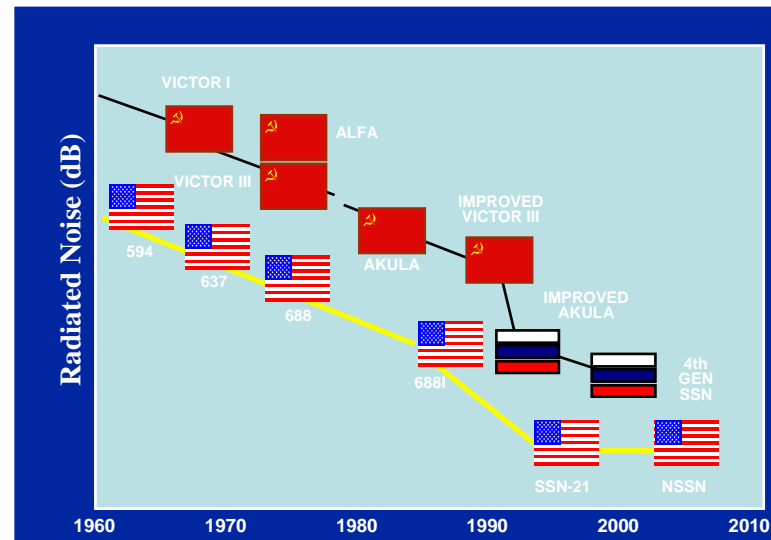 VICTOR I
ALFA
VICTOR III
IMPROVED
VICTOR III
594
AKULA
637
IMPROVED
AKULA
688
4th
GEN
SSN
688I
SSN-21
NSSN
Radiated Noise (dB)
1960
1970
1980
1990
2000
2010